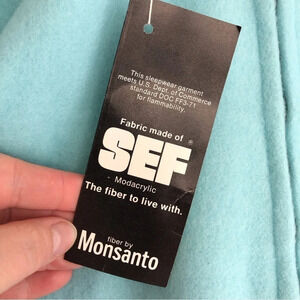 This sleepwear garment
meets U.S. Dept. of Commerce
standard DOC FF3-71
for flammability.
Fabric made of
SEF®
Modacrylic
The fiber to live with.
fiber by
Monsanto